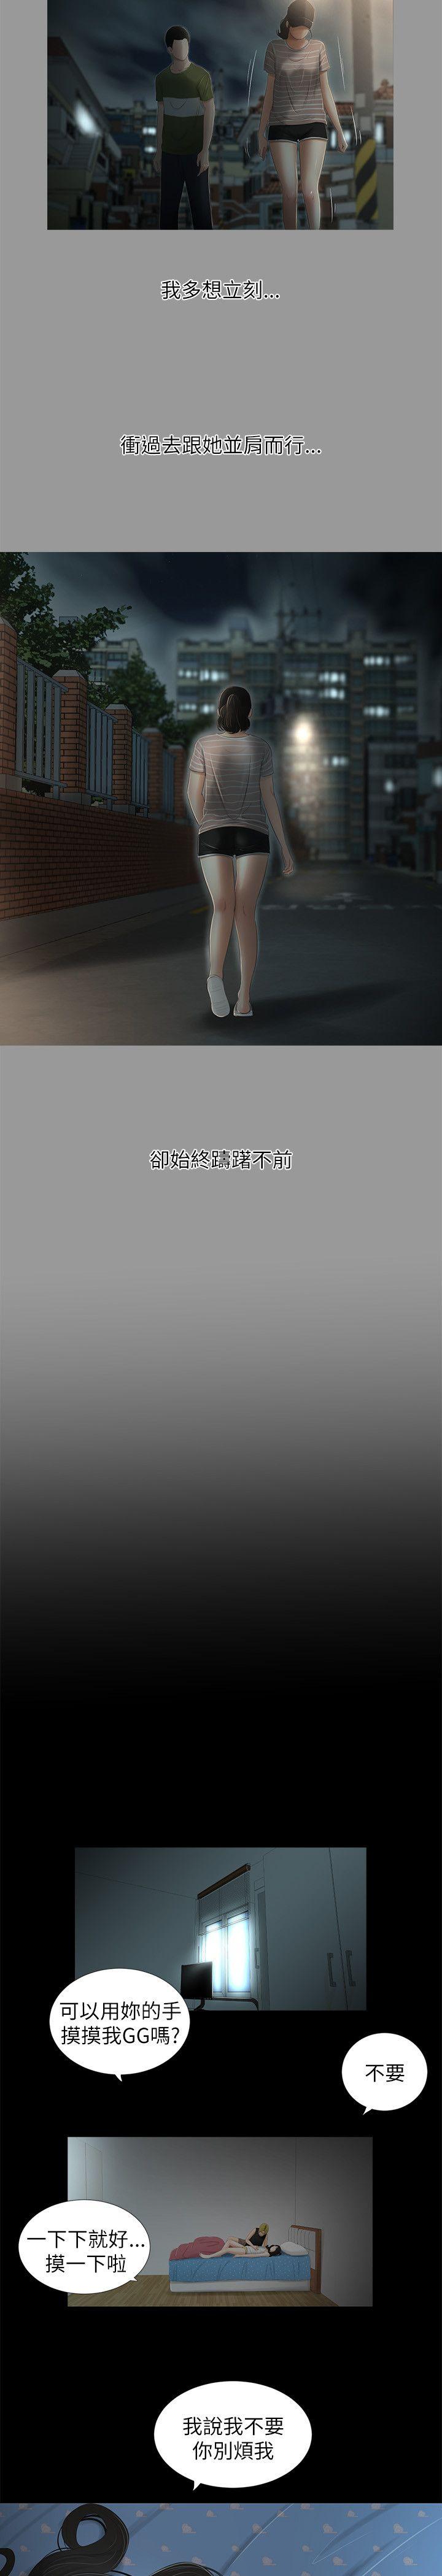 我多想立刻...
衝過去跟她並肩而行...
卻始終躊躇不前
可以用妳的手
摸摸我GG嗎?
不要
一下下就好...
摸一下啦
我說我不要
你別煩我